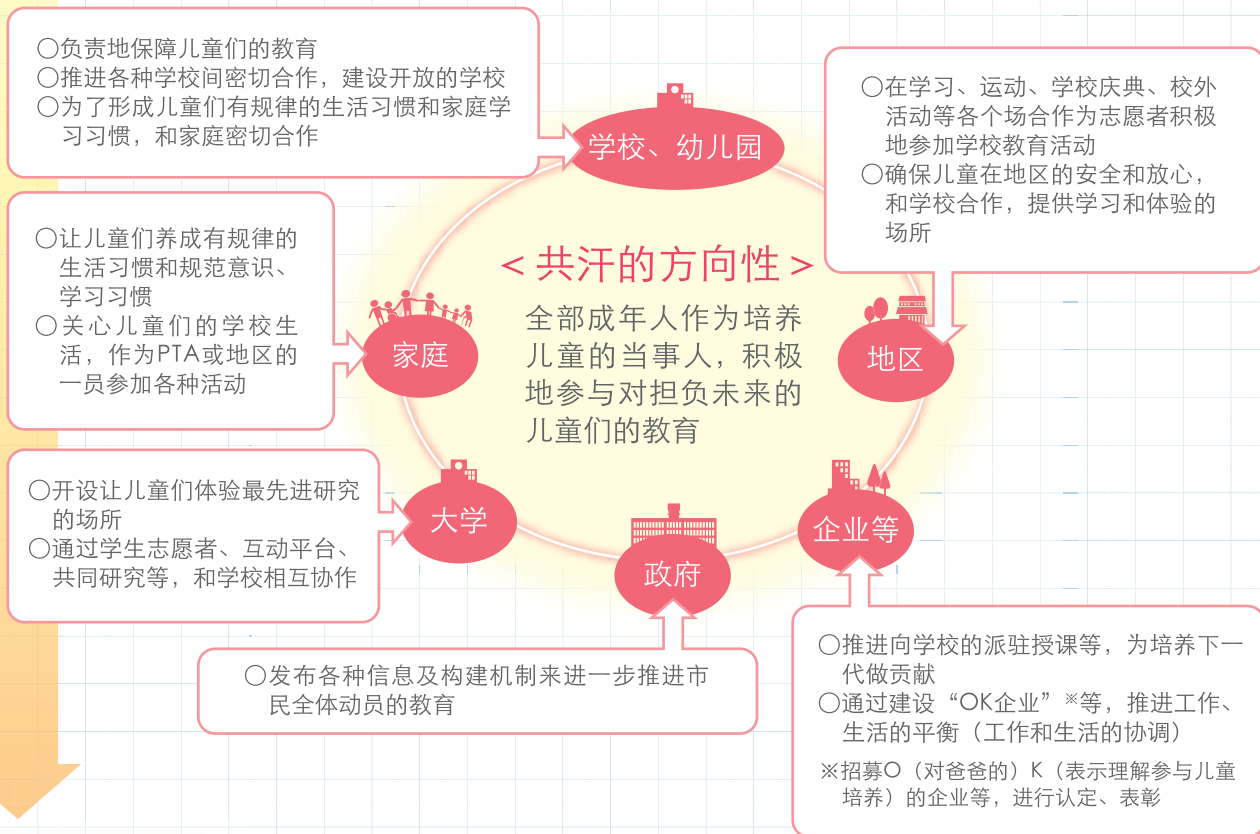 ○负责地保障儿童们的教育
○推进各种学校间密切合作，建设开放的学校
○为了形成儿童们有规律的生活习惯和家庭学
习习惯，和家庭密切合作
学校、幼儿园
○在学习、运动、学校庆典、校外
活动等各个场合作为志愿者积极
地参加学校教育活动
○确保儿童在地区的安全和放心，
和学校合作，提供学习和体验的
场所
○让儿童们养成有规律的
生活习惯和规范意识、
学习习惯
○关心儿童们的学校生
活，作为PTA或地区的
一员参加各种活动
家庭
＜共汗的方向性＞
全部成年人作为培养
儿童的当事人，积极
地参与对担负未来的
儿童们的教育
地区
○开设让儿童们体验最先进研究
的场所
○通过学生志愿者、互动平台、
共同研究等，和学校相互协作
大学
政府
企业等
○发布各种信息及构建机制来进一步推进市
民全体动员的教育
○推进向学校的派驻授课等，为培养下一
代做贡献
○通过建设“OK企业”※等，推进工作、
生活的平衡（工作和生活的协调）
※招募O（对爸爸的）K（表示理解参与儿童
培养）的企业等，进行认定、表彰